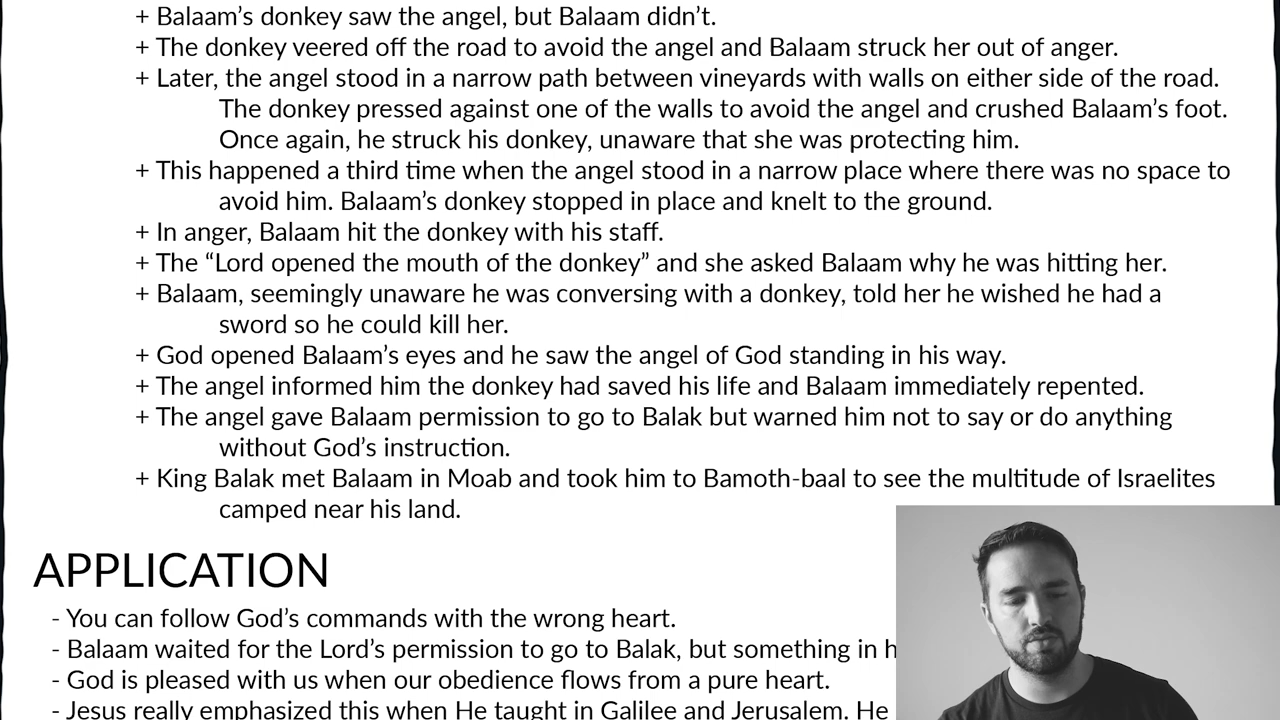 + Balaam’s donkey saw the angel, but Balaam didn’t.
+ The donkey veered off the road to avoid the angel and Balaam struck her out of anger.
+ Later, the angel stood in a narrow path between vineyards with walls on either side of the road.
The donkey pressed against one of the walls to avoid the angel and crushed Balaam’s foot.
Once again, he struck his donkey, unaware that she was protecting him.
+ This happened a third time when the angel stood in a narrow place where there was no space to
avoid him. Balaam’s donkey stopped in place and knelt to the ground.
+ In anger, Balaam hit the donkey with his staff.
+ The “Lord opened the mouth of the donkey” and she asked Balaam why he was hitting her.
+ Balaam, seemingly unaware he was conversing with a donkey, told her he wished he had a
sword so he could kill her.
+ God opened Balaam’s eyes and he saw the angel of God standing in his way.
+ The angel informed him the donkey had saved his life and Balaam immediately repented.
+ The angel gave Balaam permission to go to Balak but warned him not to say or do anything
without God’s instruction.
+ King Balak met Balaam in Moab and took him to Bamoth-baal to see the multitude of Israelites
camped near his land.
APPLICATION
- You can follow God’s commands with the wrong heart.
- Balaam waited for the Lord’s permission to go to Balak, but something in
- God is pleased with us when our obedience flows from a pure heart.
- Jesus really emphasized this when He taught in Galilee and Jerusalem. He